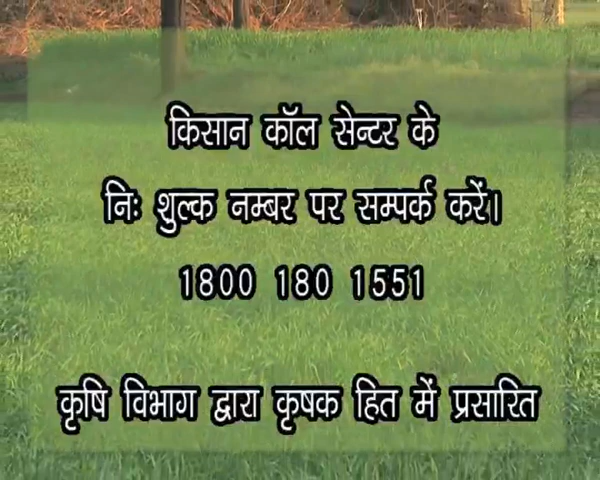 किसान कॉल सेन्टर के
निः शुल्क नम्बर पर सम्पर्क करें।
1800 180 1551
कृषि विभाग द्वारा कृषक हित में प्रसारित